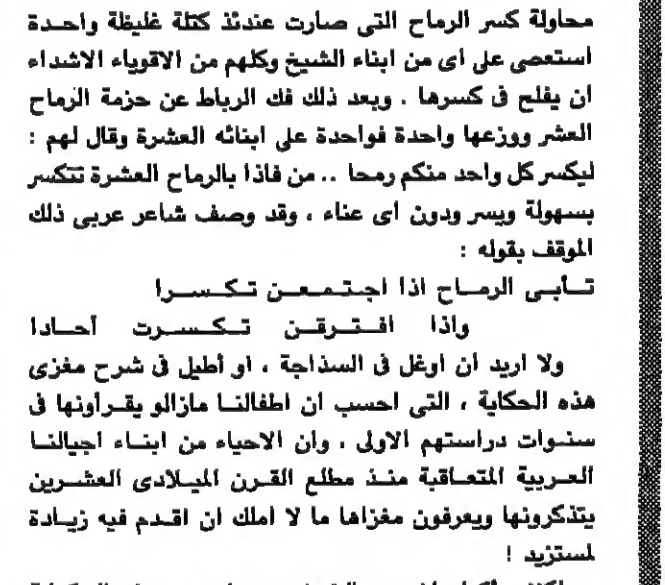 محاولة كسر الرماح التى صارت عندئذ كتلة غليظة واحدة
استعصى على اى من ابناء الشيخ وكلهم من الاقوياء الاشداء
ان يفلح فى كسرها . وبعد ذلك فك الرباط عن حزمة الرماح
العشر ووزعها واحدة فواحدة على ابنائه العشرة وقال لهم :
ليكسر كل واحد منكم رمحا .. من فاذا بالرماح العشرة تتكسر
بسهولة ويسر ودون اى عناء ، وقد وصف شاعر عربى ذلك
الموقف بقوله :
تأبى الرماح اذا اجتمعن تكسرا
واذا افترقن تكسرت أحادا
ولا اريد ان اوغل فى السذاجة ، او أطيل فى شرح مغزى
هذه الحكاية ، التى احسب ان اطفالنا مازالو يقرأونها فى
سنوات دراستهم الاولى ، وان الاحياء من ابناء اجيالنا
العربية المتعاقبة منذ مطلع القرن الميلادى العشرين
يتذكرونها ويعرفون مغزاها ما لا املك ان اقدم فيه زيادة
لمستزيد !